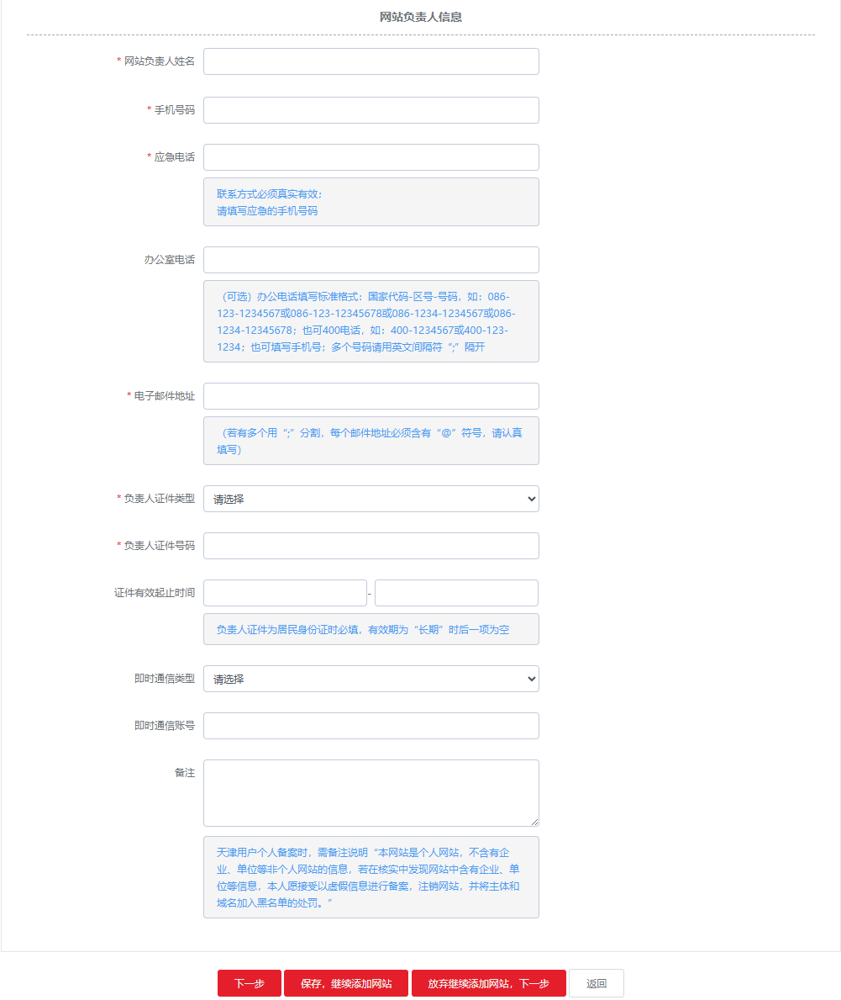 网站负责人信息
* 网站负责人姓名
* 手机号码
* 应急电话
联系方式必须真实有效；
请填写应急的手机号码
办公室电话
（可选）办公电话填写标准格式：国家代码-区号-号码，如：086-
123-1234567或086-123-12345678或086-1234-1234567或086-
1234-12345678；也可400电话，如：400-1234567或400-123-
1234；也可填写手机号；多个号码请用英文间隔符“;”隔开
* 电子邮件地址
（若有多个用“;”分割，每个邮件地址必须含有“@”符号，请认真
填写）
* 负责人证件类型 请选择
* 负责人证件号码
证件有效起止时间 -
负责人证件为居民身份证时必填，有效期为“长期”时后一项为空
即时通信类型 请选择
即时通信账号
备注
天津用户个人备案时，需备注说明“本网站是个人网站，不含有企
业、单位等非个人网站的信息，若在核实中发现网站中含有企业、单
位等信息，本人愿接受以虚假信息进行备案，注销网站，并将主体和
域名加入黑名单的处罚。”
下一步 保存，继续添加网站 放弃继续添加网站，下一步 返回